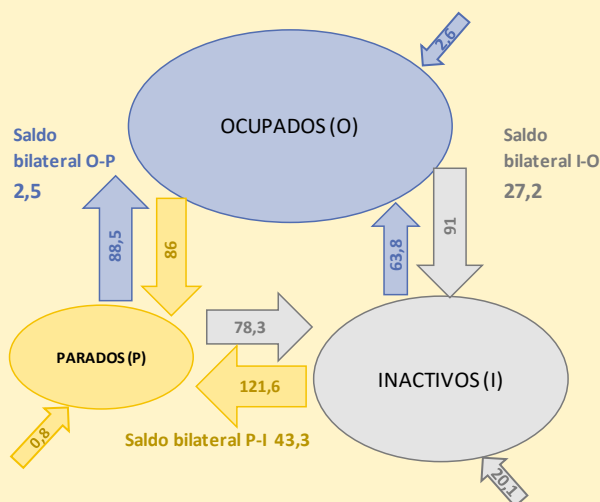 2,6
OCUPADOS (O)
Saldo
bilateral O-P
2,5
Saldo
bilateral I-O
27,2
88,5
86
63,8
91
78,3
PARADOS (P)
121,6
INACTIVOS (I)
0,8
Saldo bilateral P-I 43,3
20,1